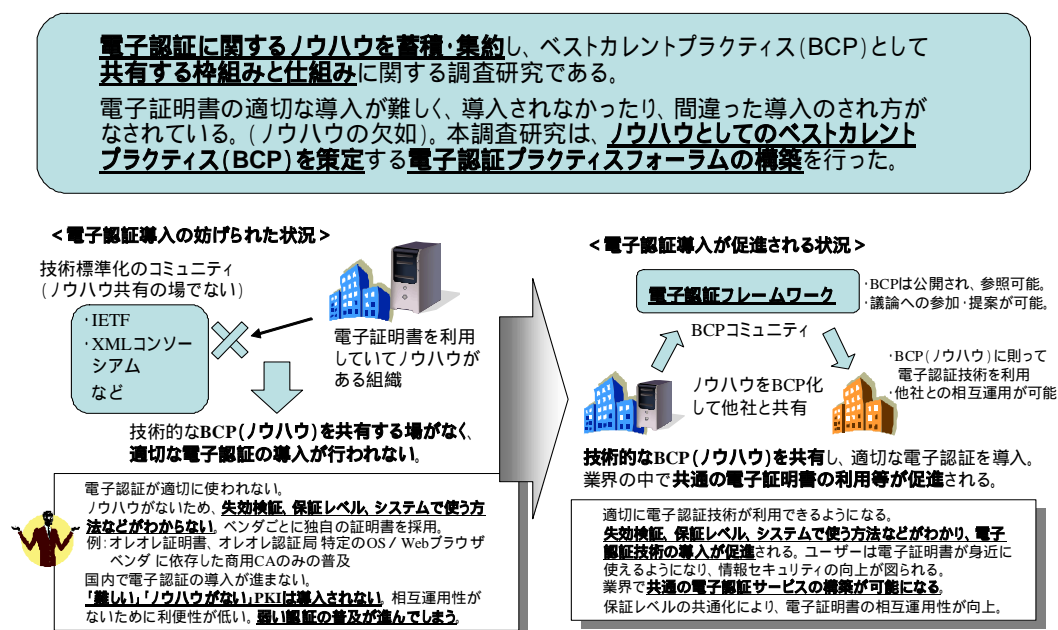 電子認証に関するノウハウを蓄積・集約し、ベストカレントプラクティス(BCP)として
共有する枠組みと仕組みに関する調査研究である。
電子証明書の適切な導入が難しく、導入されなかったり、間違った導入のされ方が
なされている。(ノウハウの欠如)。本調査研究は、ノウハウとしてのベストカレント
プラクティス(BCP)を策定する電子認証プラクティスフォーラムの構築を行った。
<電子認証導入の妨げられた状況>
技術標準化のコミュニティ
(ノウハウ共有の場でない)
・IETF
・XMLコンソー
シアム
など
電子証明書を利用
していてノウハウが
ある組織
技術的なBCP(ノウハウ)を共有する場がなく、
適切な電子認証の導入が行われない。
電子認証が適切に使われない。
ノウハウがないため、失効検証、保証レベル、システムで使う方
法などがわからない。ベンダごとに独自の証明書を採用。
例:オレオレ証明書、オレオレ認証局 特定のOS/Webブラウザ
ベンダに依存した商用CAのみの普及
国内で電子認証の導入が進まない。
「難しい」「ノウハウがない」PKIは導入されない。相互運用性が
ないために利便性が低い。弱い認証の普及が進んでしまう。
<電子認証導入が促進される状況>
電子認証フレームワーク
・BCPは公開され、参照可能。
・議論への参加・提案が可能。
BCPコミュニティ
ノウハウをBCP化
して他社と共有
・BCP(ノウハウ)に則って
電子認証技術を利用
・他社との相互運用が可能
技術的なBCP(ノウハウ)を共有し、適切な電子認証を導入。
業界の中で共通の電子証明書の利用等が促進される。
適切に電子認証技術が利用できるようになる。
失効検証、保証レベル、システムで使う方法などがわかり、電子
認証技術の導入が促進される。ユーザーは電子証明書が身近に
使えるようになり、情報セキュリティの向上が図られる。
業界で共通の電子認証サービスの構築が可能になる。
保証レベルの共通化により、電子証明書の相互運用性が向上。